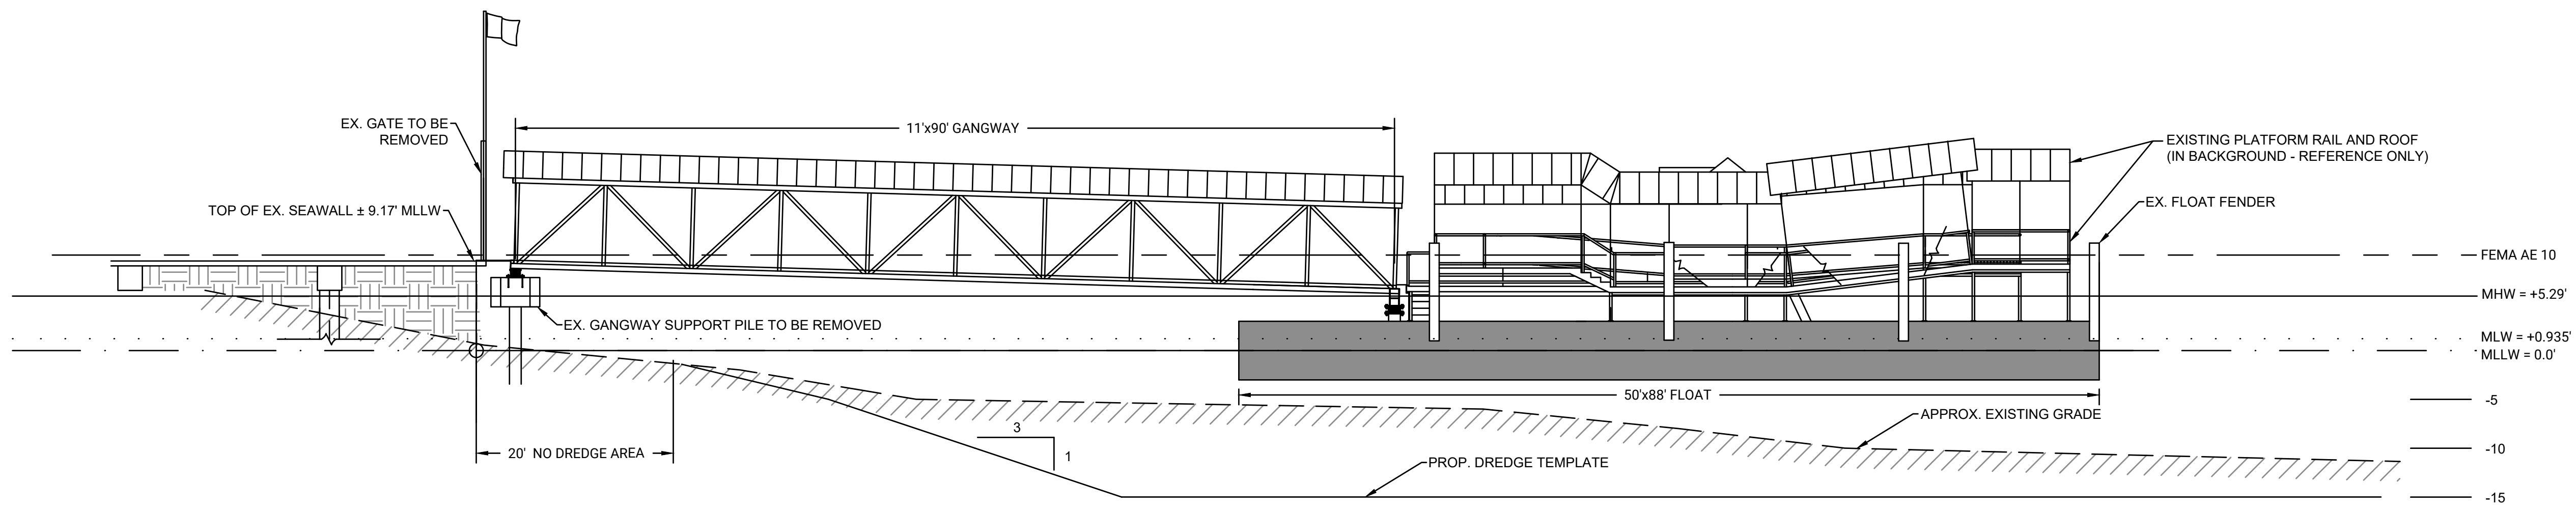 EX. GATE TO BE
REMOVED
11'x90' GANGWAY
EXISTING PLATFORM RAIL AND ROOF
(IN BACKGROUND - REFERENCE ONLY)
TOP OF EX. SEAWALL ± 9.17' MLLW
EX. FLOAT FENDER
FEMA AE 10
MHW = +5.29'
EX. GANGWAY SUPPORT PILE TO BE REMOVED
MLW = +0.935'
MLLW = 0.0'
50'x88' FLOAT
-5
APPROX. EXISTING GRADE
3
1
20' NO DREDGE AREA
-10
PROP. DREDGE TEMPLATE
-15